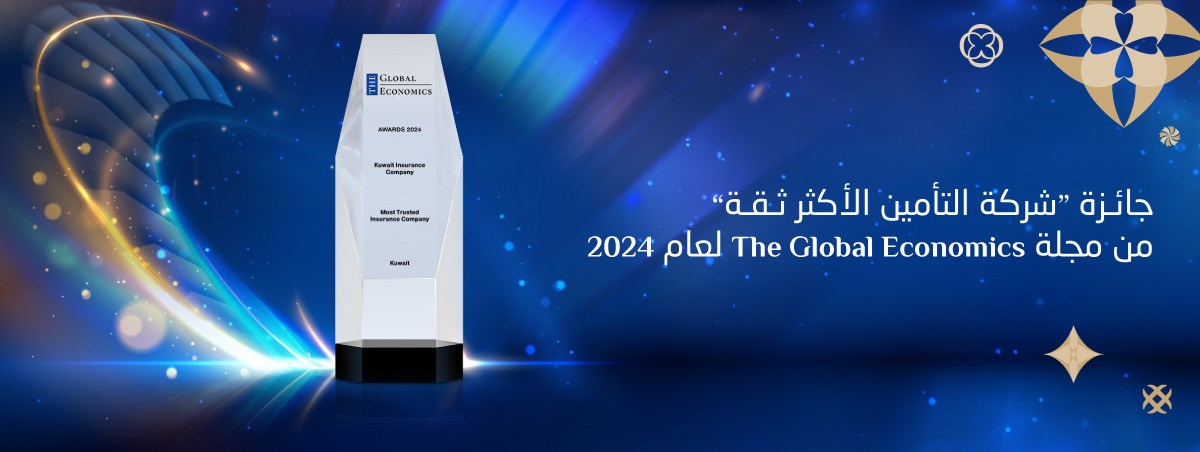 THE GLOBAL
ECONOMICS
AWARDS 2024
Kuwait Insurance
Company
Most Trusted
Insurance Company
Kuwait
جائزة ”شركة التأمين الأكثر ثقة“
من مجلة The Global Economics لعام 2024